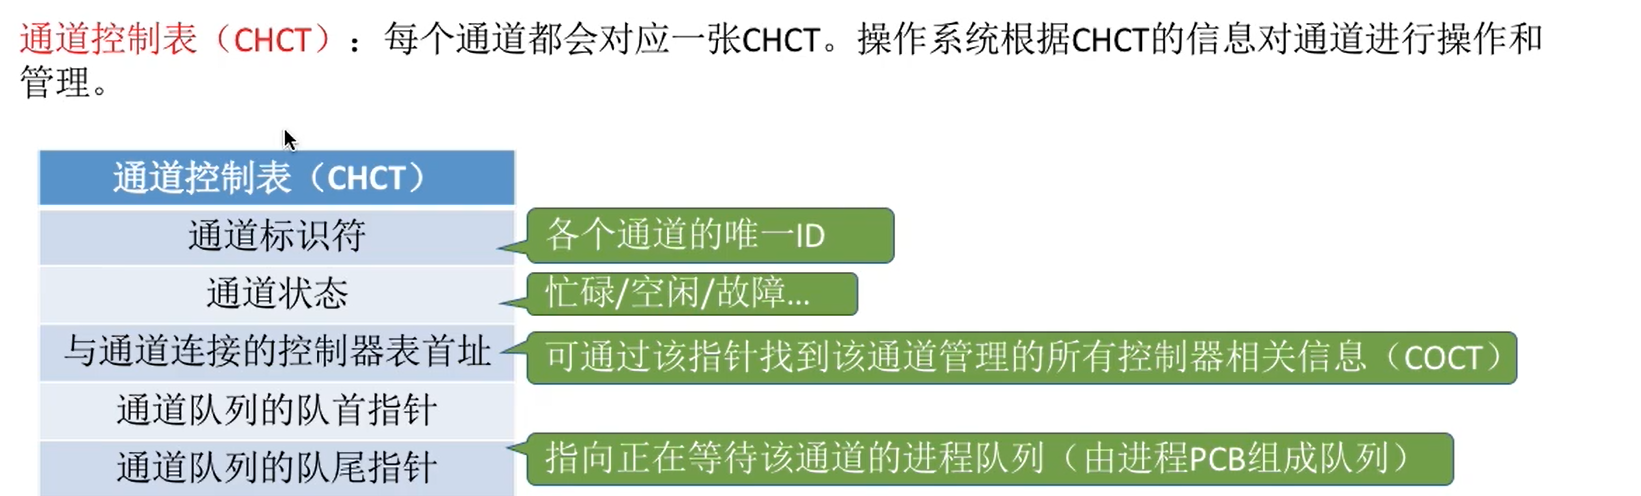 通道控制表（CHCT）：每个通道都会对应一张CHCT。操作系统根据CHCT的信息对通道进行操作和
管理。
通道控制表（CHCT）
通道标识符
各个通道的唯一ID
通道状态
忙碌/空闲/故障...
与通道连接的控制器表首址
可通过该指针找到该通道管理的所有控制器相关信息（COCT）
通道队列的队首指针
通道队列的队尾指针
指向正在等待该通道的进程队列（由进程PCB组成队列）